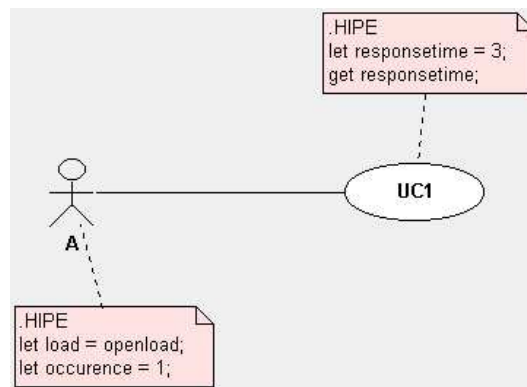 .HIPE
let responsetime = 3;
get responsetime;
UC1
A
.HIPE
let load = openload;
let occurence = 1;